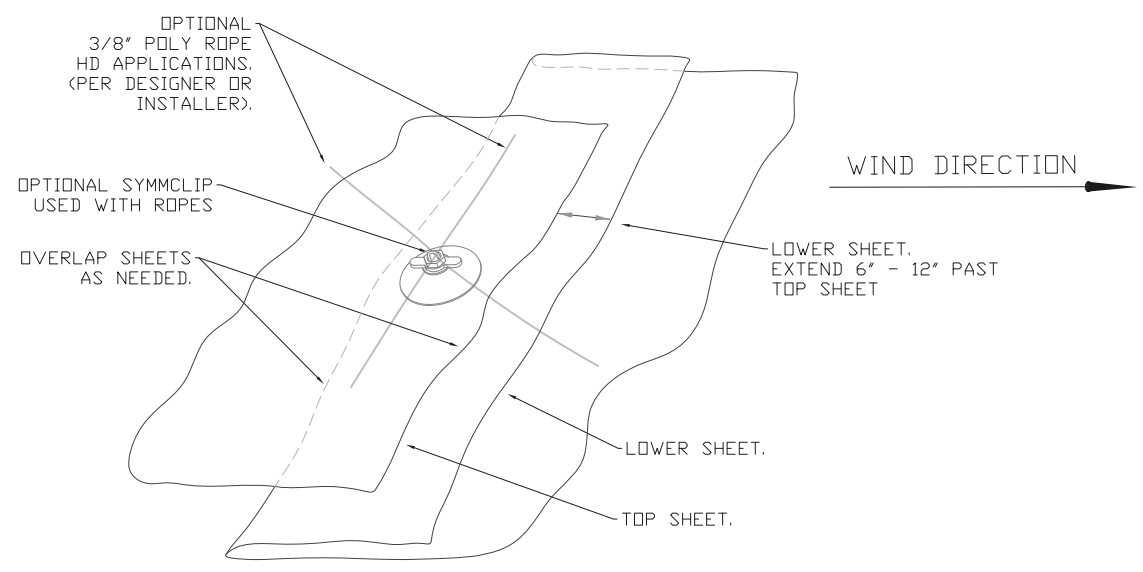 OPTIONAL
3/8" POLY ROPE
HD APPLICATIONS.
(PER DESIGNER OR
INSTALLER).
OPTIONAL SYMMCLIP
USED WITH ROPES
OVERLAP SHEETS
AS NEEDED.
WIND DIRECTION
LOWER SHEET.
EXTEND 6" - 12" PAST
TOP SHEET
LOWER SHEET.
TOP SHEET.